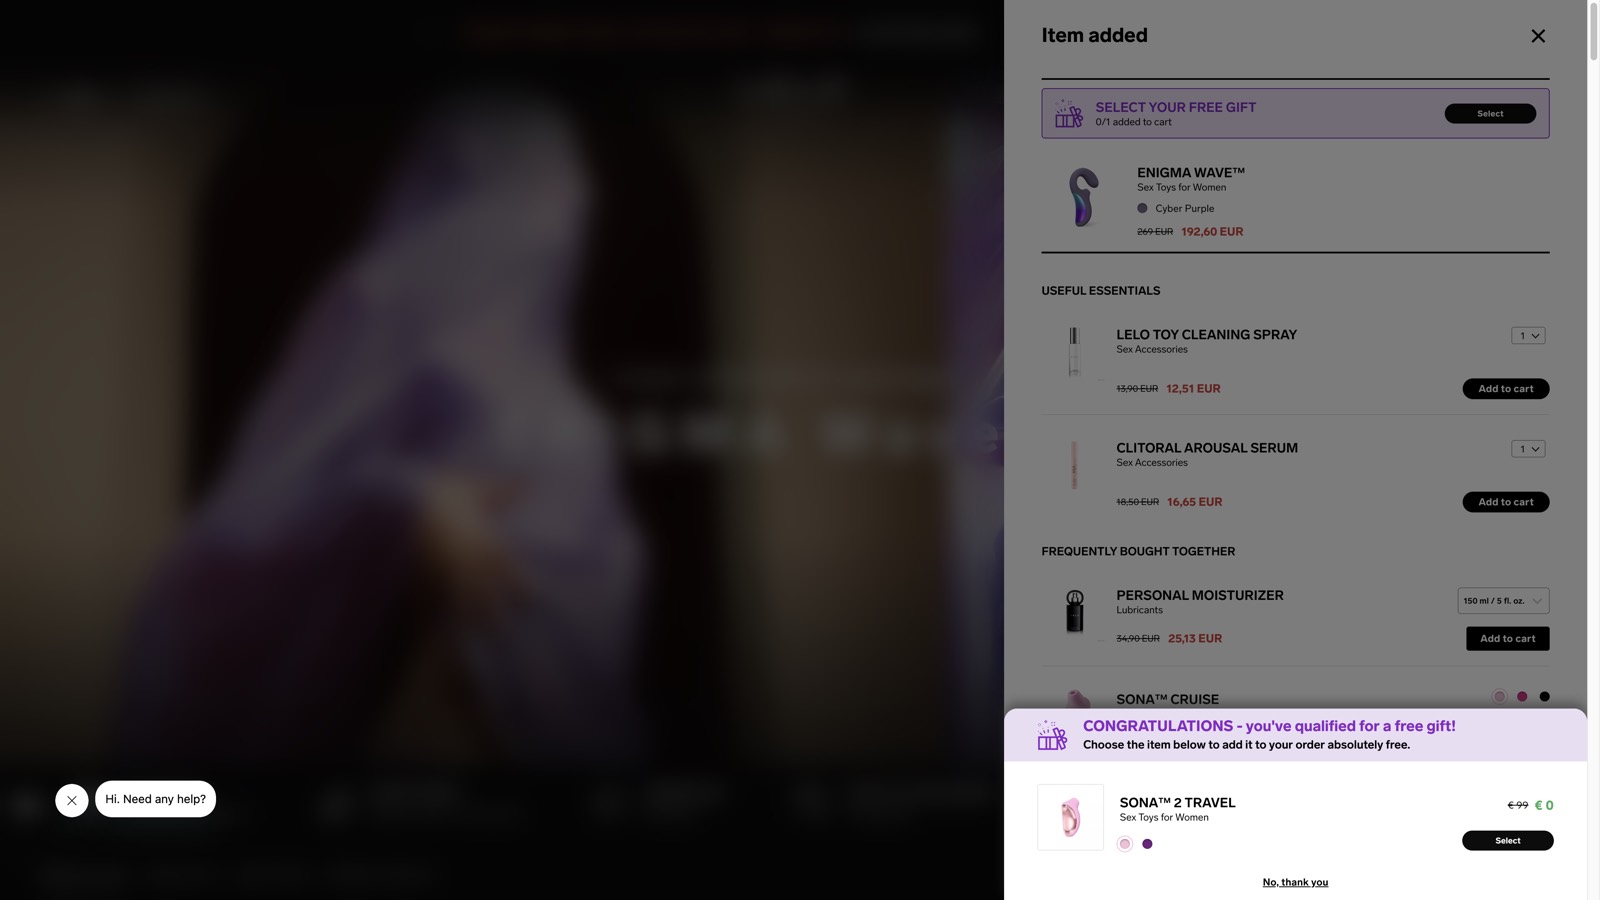 Item added
SELECT YOUR FREE GIFT
0/1 added to cart
Select
ENIGMA WAVE™
Sex Toys for Women
Cyber Purple
269 EUR 192,60 EUR
USEFUL ESSENTIALS
LELO TOY CLEANING SPRAY
1
Sex Accessories
13,90 EUR 12,51 EUR
Add to cart
CLITORAL AROUSAL SERUM
1
Sex Accessories
18,50 EUR 16,65 EUR
Add to cart
FREQUENTLY BOUGHT TOGETHER
PERSONAL MOISTURIZER
150 ml / 5 fl. oz.
Lubricants
34,90 EUR 25,13 EUR
Add to cart
SONA™ CRUISE
CONGRATULATIONS - you've qualified for a free gift!
Choose the item below to add it to your order absolutely free.
SONA™ 2 TRAVEL
€ 99 € 0
Sex Toys for Women
Select
No, thank you
Hi. Need any help?